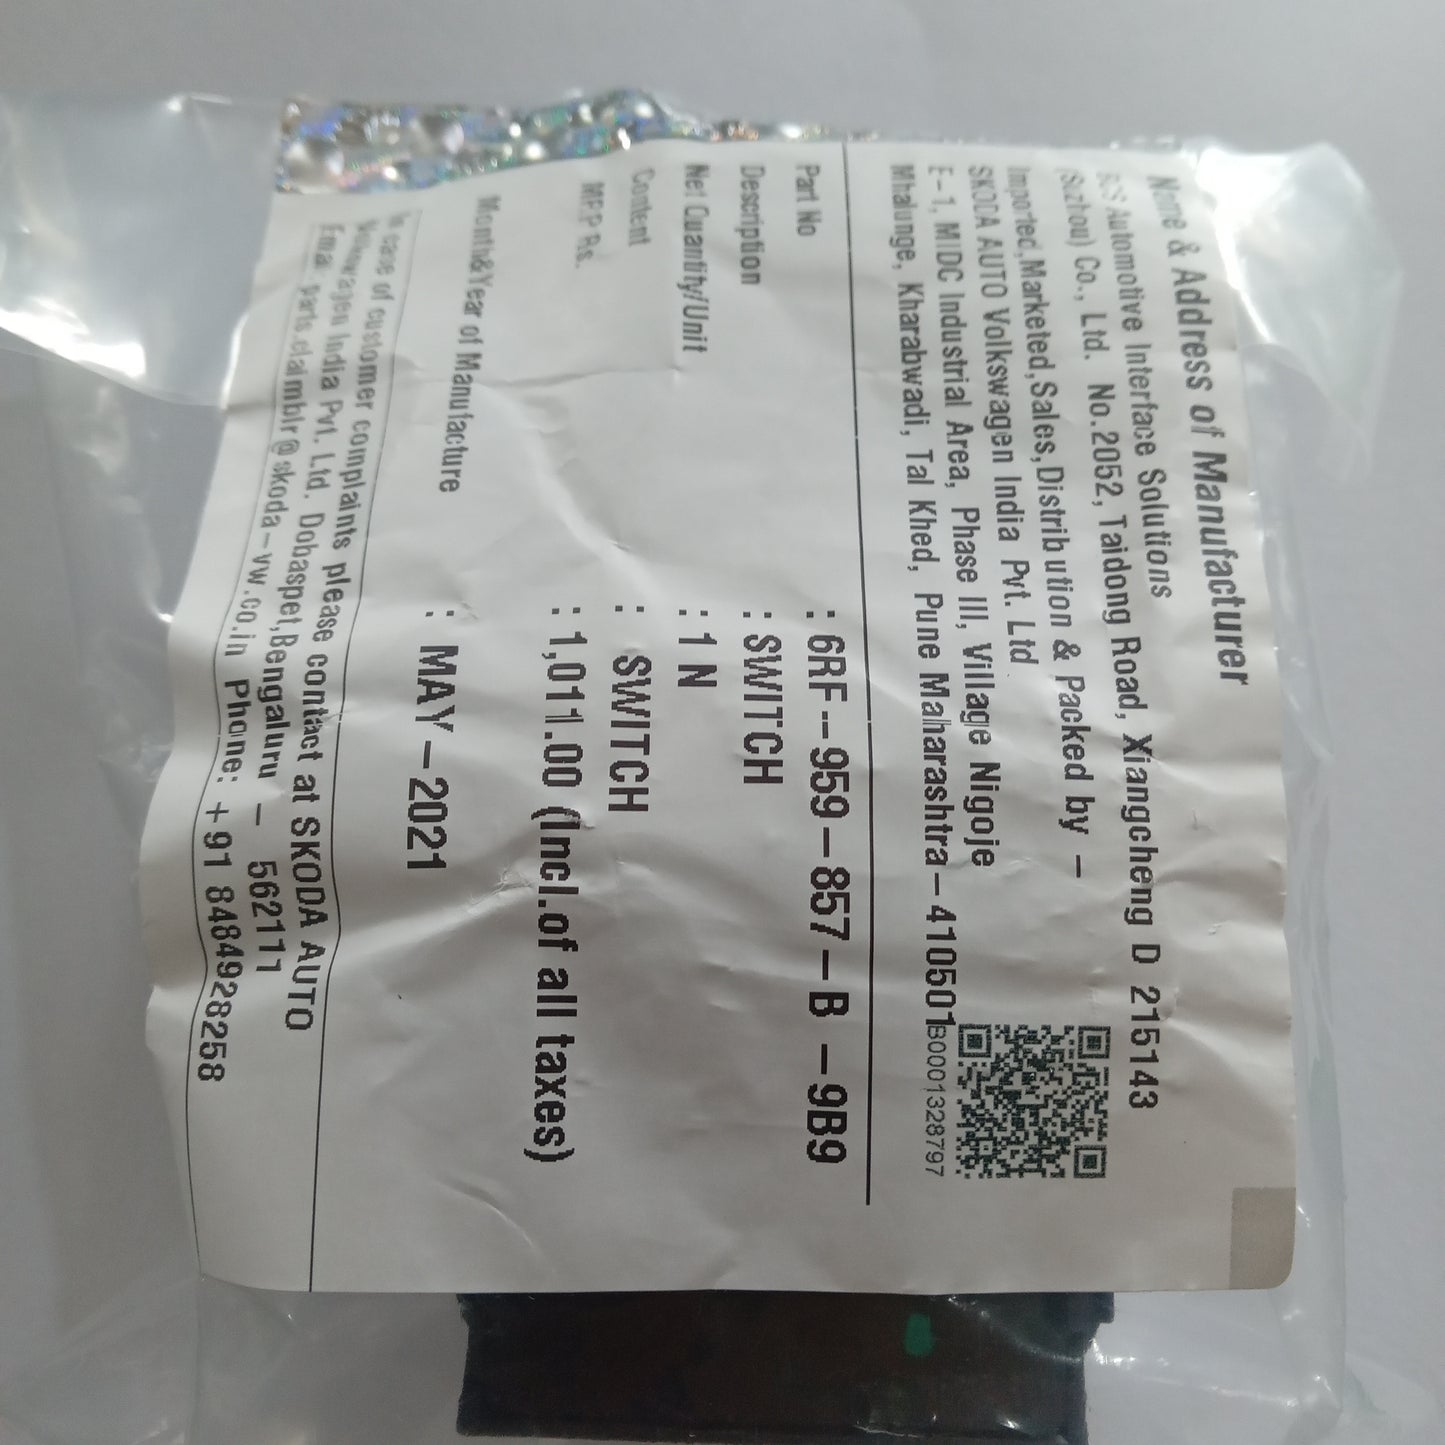 Name & Address of Manufacturer
BCS Automotive Interface Solutions
(Suzhou) Co., Ltd. No.2052, Taidong Road, Xiangcheng D 215143
Imported,Marketed,Sales,Distribution & Packed by -
SKODA AUTO Volkswagen India Pvt. Ltd
E-1, MIDC Industrial Area, Phase III, Village Nigoje
Mhalunge, Kharabwadi, Tal Khed, Pune Maharashtra-410501
B0001328797
Part No : 6RF-959-857-B -9B9
Description : SWITCH
Net Quantity/Unit : 1 N
Content : SWITCH
MRP Rs. : 1,011.00 (Incl.of all taxes)
Month&Year of Manufacture : MAY-2021
In case of customer complaints please contact at SKODA AUTO
Volkswagen India Pvt. Ltd. Dobaspet,Bengaluru - 562111
Email: parts.claimblr@skoda-vw.co.in Phone: +91 8484928258